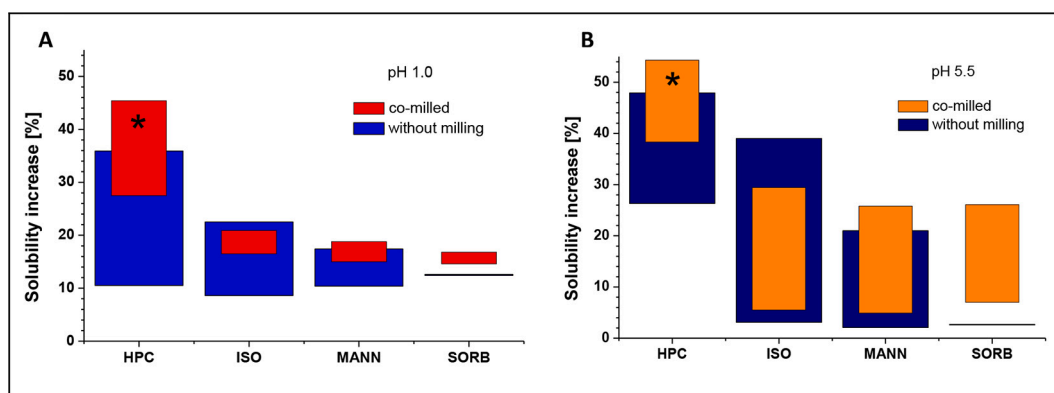 A
pH 1.0
co-milled
without milling
*
Solubility increase [%]
50
40
30
20
10
0
HPC ISO MANN SORB
B
pH 5.5
co-milled
without milling
*
Solubility increase [%]
50
40
30
20
10
0
HPC ISO MANN SORB